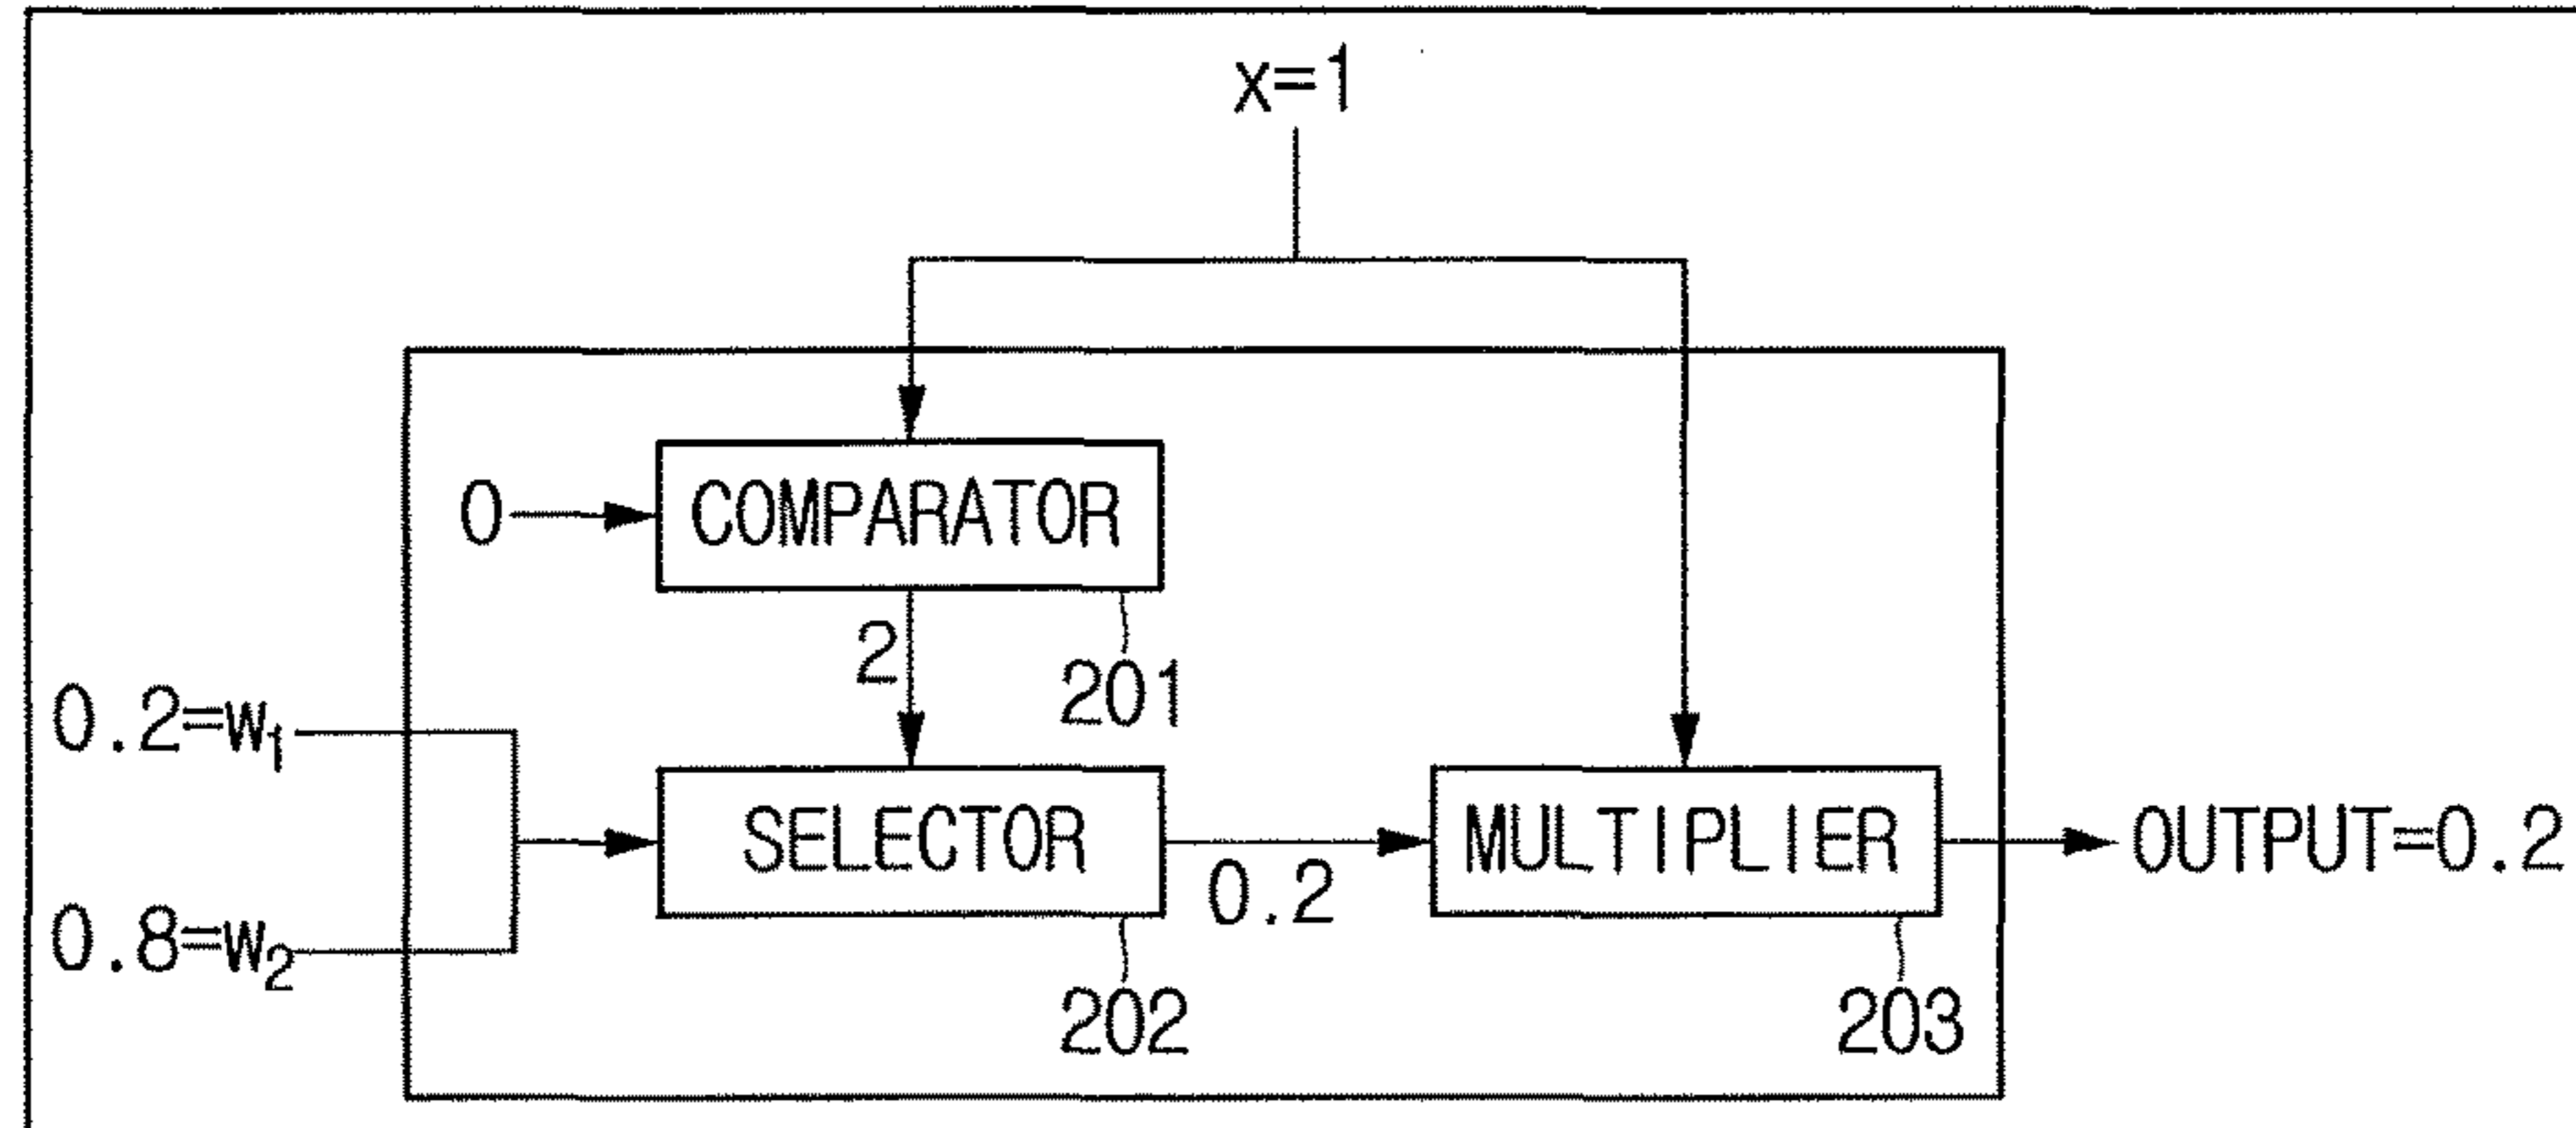 x=1
0
COMPARATOR
2
201
0.2=w₁
0.8=w₂
SELECTOR
0.2
MULTIPLIER
OUTPUT=0.2
202
203